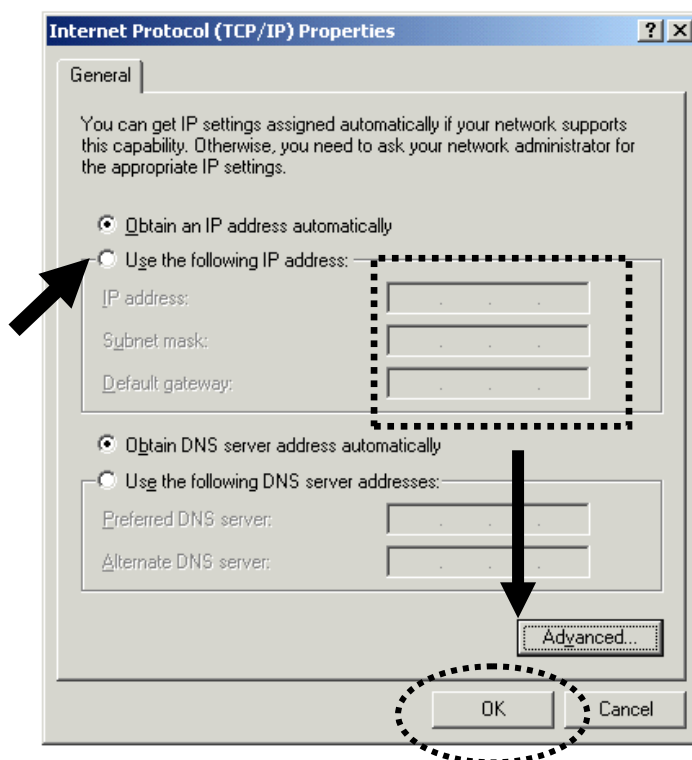 Internet Protocol (TCP/IP) Properties
General
You can get IP settings assigned automatically if your network supports
this capability. Otherwise, you need to ask your network administrator for
the appropriate IP settings.
Obtain an IP address automatically
Use the following IP address:
IP address:
Subnet mask:
Default gateway:
Obtain DNS server address automatically
Use the following DNS server addresses:
Preferred DNS server:
Alternate DNS server:
Advanced...
OK Cancel